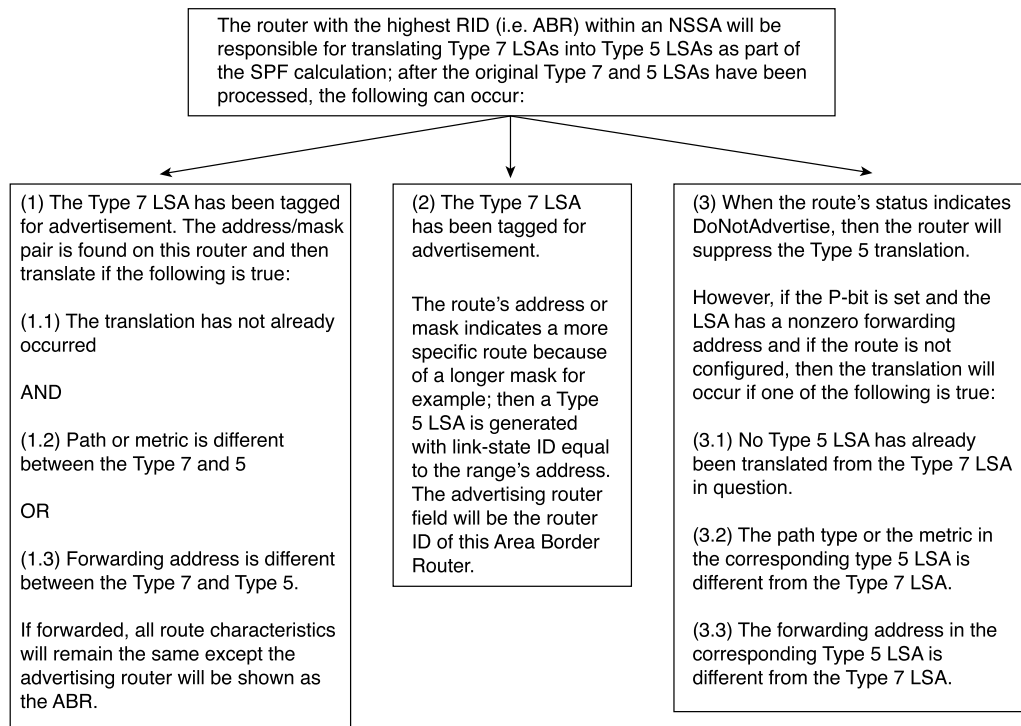 The router with the highest RID (i.e. ABR) within an NSSA will be
responsible for translating Type 7 LSAs into Type 5 LSAs as part of
the SPF calculation; after the original Type 7 and 5 LSAs have been
processed, the following can occur:
(1) The Type 7 LSA has been tagged
for advertisement. The address/mask
pair is found on this router and then
translate if the following is true:
(1.1) The translation has not already
occurred
AND
(1.2) Path or metric is different
between the Type 7 and 5
OR
(1.3) Forwarding address is different
between the Type 7 and Type 5.
If forwarded, all route characteristics
will remain the same except the
advertising router will be shown as
the ABR.
(2) The Type 7 LSA
has been tagged for
advertisement.
The route's address or
mask indicates a more
specific route because
of a longer mask for
example; then a Type
5 LSA is generated
with link-state ID equal
to the range's address.
The advertising router
field will be the router
ID of this Area Border
Router.
(3) When the route's status indicates
DoNotAdvertise, then the router will
suppress the Type 5 translation.
However, if the P-bit is set and the
LSA has a nonzero forwarding
address and if the route is not
configured, then the translation will
occur if one of the following is true:
(3.1) No Type 5 LSA has already
been translated from the Type 7 LSA
in question.
(3.2) The path type or the metric in
the corresponding type 5 LSA is
different from the Type 7 LSA.
(3.3) The forwarding address in the
corresponding Type 5 LSA is
different from the Type 7 LSA.